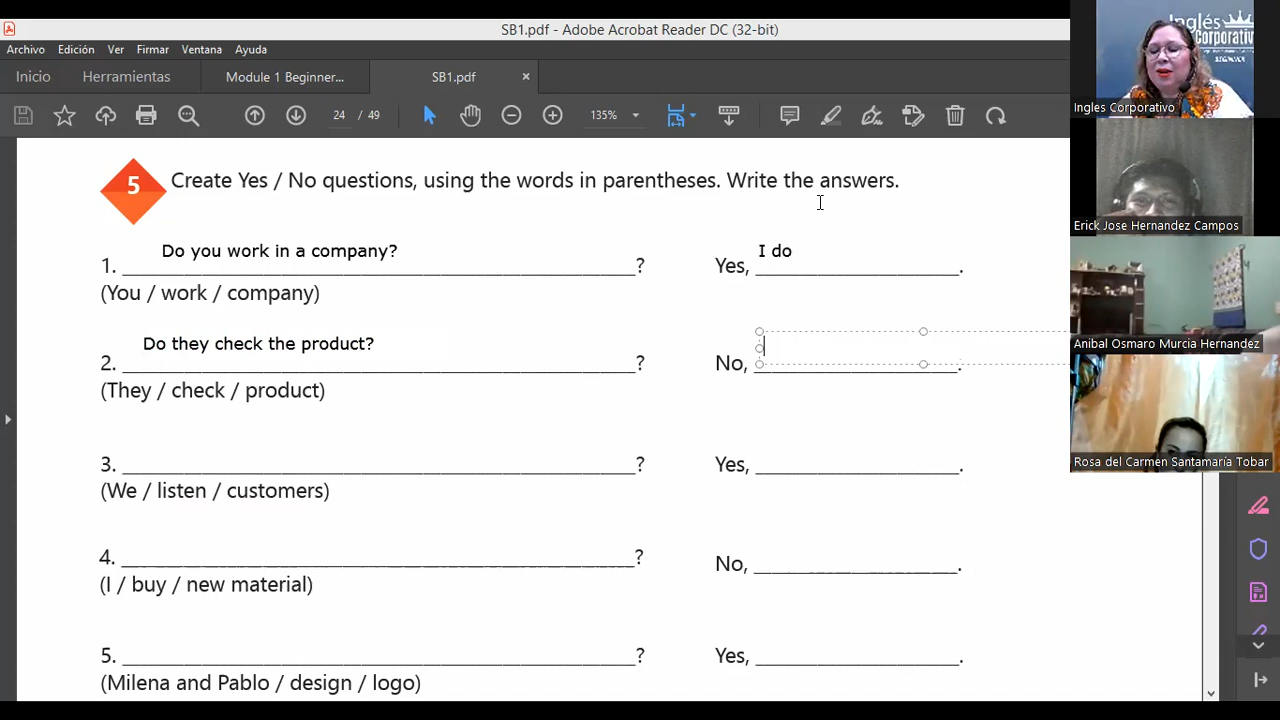 SB1.pdf - Adobe Acrobat Reader DC (32-bit)
Archivo Edición Ver Firmar Ventana Ayuda
Inicio Herramientas Module 1 Beginner... SB1.pdf ×
24 / 49 135%
5 Create Yes / No questions, using the words in parentheses. Write the answers.
Do you work in a company? I do
1. ? Yes, .
(You / work / company)
Do they check the product?
2. ? No, .
(They / check / product)
3. ? Yes, .
(We / listen / customers)
4. ? No, .
(I / buy / new material)
5. ? Yes, .
(Milena and Pablo / design / logo)
Inglés
Corporativo
Ingles Corporativo
Erick Jose Hernandez Campos
Anibal Osmaro Murcia Hernandez
Rosa del Carmen Santamaría Tobar